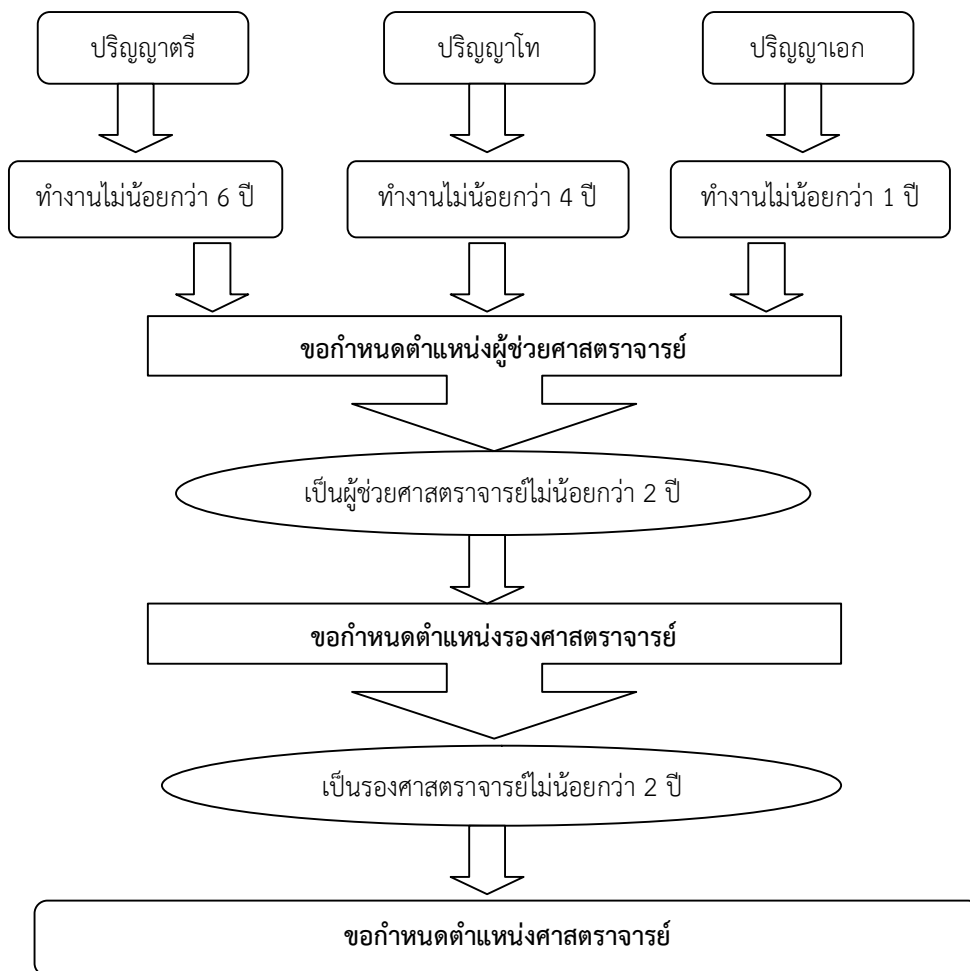 ปริญญาตรี
ปริญญาโท
ปริญญาเอก
ทำงานไม่น้อยกว่า 6 ปี
ทำงานไม่น้อยกว่า 4 ปี
ทำงานไม่น้อยกว่า 1 ปี
ขอกำหนดตำแหน่งผู้ช่วยศาสตราจารย์
เป็นผู้ช่วยศาสตราจารย์ไม่น้อยกว่า 2 ปี
ขอกำหนดตำแหน่งรองศาสตราจารย์
เป็นรองศาสตราจารย์ไม่น้อยกว่า 2 ปี
ขอกำหนดตำแหน่งศาสตราจารย์